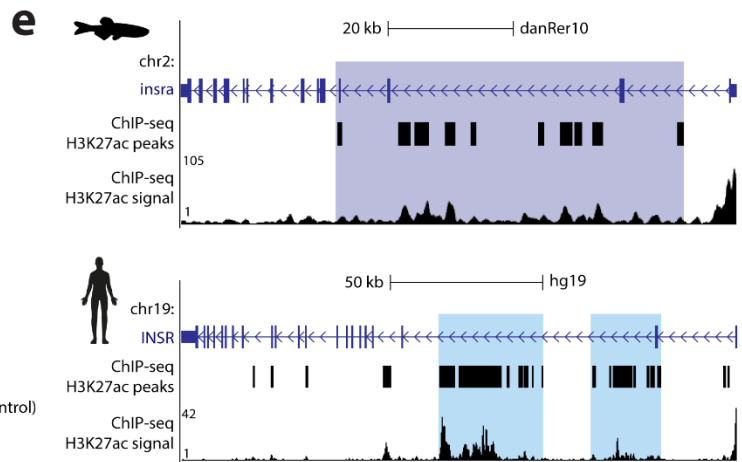 e
20 kb danRer10
chr2:
insra
ChIP-seq
H3K27ac peaks
105
ChIP-seq
H3K27ac signal
1
50 kb hg19
chr19:
INSR
ChIP-seq
H3K27ac peaks
ntrol)
42
ChIP-seq
H3K27ac signal
1